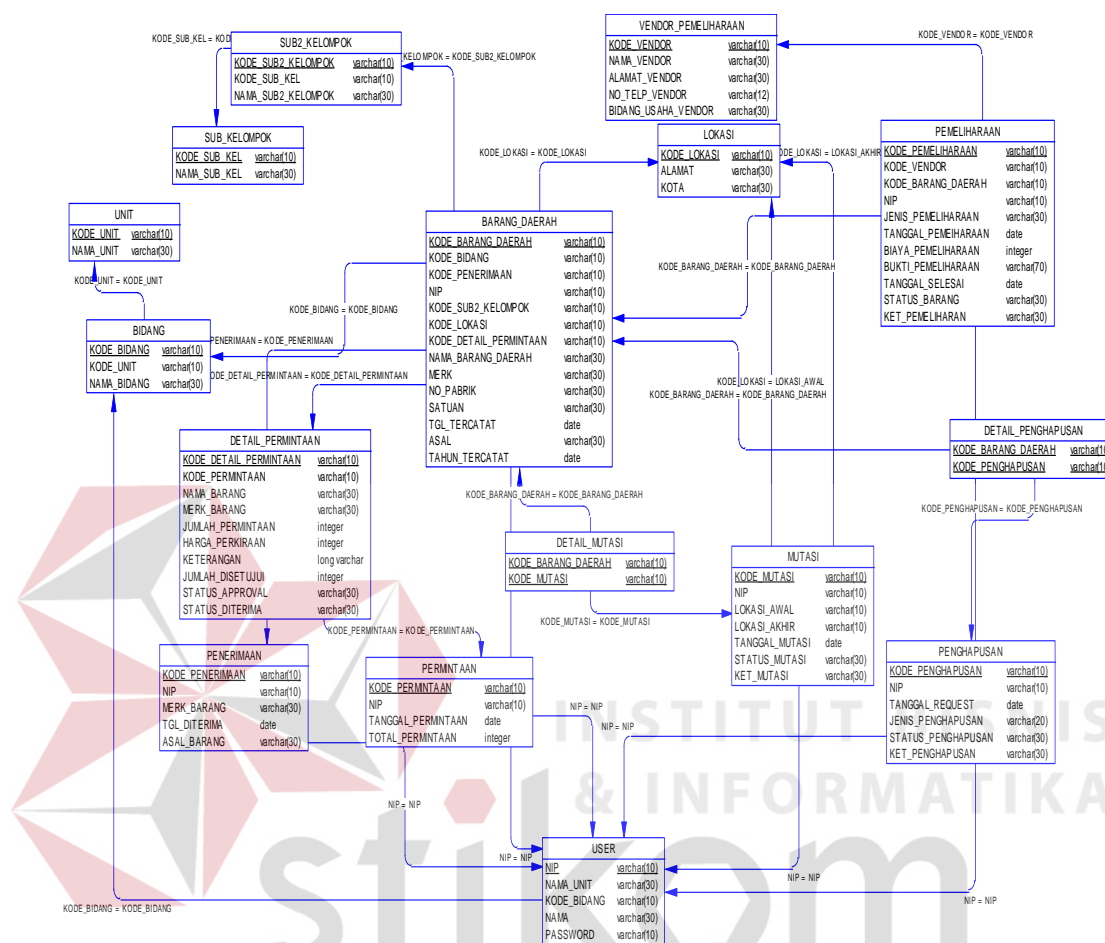 KODE_SUB_KEL = KOD
SUB2_KELOMPOK
KODE_SUB2_KELOMPOK varchar(10)
KODE_SUB_KEL varchar(10)
NAMA_SUB2_KELOMPOK varchar(30)
_KELOMPOK = KODE_SUB2_KELOMPOK
VENDOR_PEMELIHARAAN
KODE_VENDOR varchar(10)
NAMA_VENDOR varchar(30)
ALAMAT_VENDOR varchar(30)
NO_TELP_VENDOR varchar(12)
BIDANG_USAHA_VENDOR varchar(30)
KODE_VENDOR = KODE_VENDOR
SUB_KELOMPOK
KODE_SUB_KEL varchar(10)
NAMA_SUB_KEL varchar(30)
LOKASI
KODE_LOKASI varchar(10)
ALAMAT varchar(30)
KOTA varchar(30)
KODE_LOKASI = KODE_LOKASI
KODE_LOKASI = LOKASI_AKHIR
PEMELIHARAAN
KODE_PEMELIHARAAN varchar(10)
KODE_VENDOR varchar(10)
KODE_BARANG_DAERAH varchar(10)
NIP varchar(10)
JENIS_PEMELIHARAAN varchar(30)
TANGGAL_PEMEIHARAAN date
BIAYA_PEMELIHARAAN integer
BUKTI_PEMELIHARAAN varchar(70)
TANGGAL_SELESAI date
STATUS_BARANG varchar(30)
KET_PEMELIHARAN varchar(30)
UNIT
KODE_UNIT varchar(10)
NAMA_UNIT varchar(30)
KODE_UNIT = KODE_UNIT
BARANG_DAERAH
KODE_BARANG_DAERAH varchar(10)
KODE_BIDANG varchar(10)
KODE_PENERIMAAN varchar(10)
NIP varchar(10)
KODE_SUB2_KELOMPOK varchar(10)
KODE_LOKASI varchar(10)
KODE_DETAIL_PERMINTAAN varchar(10)
NAMA_BARANG_DAERAH varchar(30)
MERK varchar(30)
NO_PABRIK varchar(30)
SATUAN varchar(30)
TGL_TERCATAT date
ASAL varchar(30)
TAHUN_TERCATAT date
KODE_BARANG_DAERAH = KODE_BARANG_DAERAH
KODE_BIDANG = KODE_BIDANG
BIDANG
KODE_BIDANG varchar(10)
KODE_UNIT varchar(10)
NAMA_BIDANG varchar(30)
PENERIMAAN = KODE_PENERIMAAN
ODE_DETAIL_PERMINTAAN = KODE_DETAIL_PERMINTAAN
KODE_LOKASI = LOKASI_AWAL
KODE_BARANG_DAERAH = KODE_BARANG_DAERAH
DETAIL_PENGHAPUSAN
KODE_BARANG_DAERAH varchar(10
KODE_PENGHAPUSAN varchar(10
DETAIL_PERMINTAAN
KODE_DETAIL_PERMINTAAN varchar(10)
KODE_PERMINTAAN varchar(10)
NAMA_BARANG varchar(30)
MERK_BARANG varchar(30)
JUMLAH_PERMINTAAN integer
HARGA_PERKIRAAN integer
KETERANGAN long varchar
JUMLAH_DISETUJUI integer
STATUS_APPROVAL varchar(30)
STATUS_DITERIMA varchar(30)
KODE_BARANG_DAERAH = KODE_BARANG_DAERAH
KODE_PENGHAPUSAN = KODE_PENGHAPUSAN
DETAIL_MUTASI
KODE_BARANG_DAERAH varchar(10)
KODE_MUTASI varchar(10)
KODE_MUTASI = KODE_MUTASI
MUTASI
KODE_MUTASI varchar(10)
NIP varchar(10)
LOKASI_AWAL varchar(10)
LOKASI_AKHIR varchar(10)
TANGGAL_MUTASI date
STATUS_MUTASI varchar(30)
KET_MUTASI varchar(30)
KODE_PERMINTAAN = KODE_PERMINTAAN
PENERIMAAN
KODE_PENERIMAAN varchar(10)
NIP varchar(10)
MERK_BARANG varchar(30)
TGL_DITERIMA date
ASAL_BARANG varchar(30)
PERMINTAAN
KODE_PERMINTAAN varchar(10)
NIP varchar(10)
TANGGAL_PERMINTAAN date
TOTAL_PERMINTAAN integer
PENGHAPUSAN
KODE_PENGHAPUSAN varchar(10)
NIP varchar(10)
TANGGAL_REQUEST date
JENIS_PENGHAPUSAN varchar(20)
STATUS_PENGHAPUSAN varchar(30)
KET_PENGHAPUSAN varchar(30)
NIP = NIP
NIP = NIP
INSTITUT BISNIS
& INFORMATIKA
stikom
NIP = NIP
NIP = NIP
NIP = NIP
NIP = NIP
USER
NIP varchar(10)
NAMA_UNIT varchar(30)
KODE_BIDANG varchar(10)
NAMA varchar(30)
PASSWORD varchar(10)
KODE_BIDANG = KODE_BIDANG